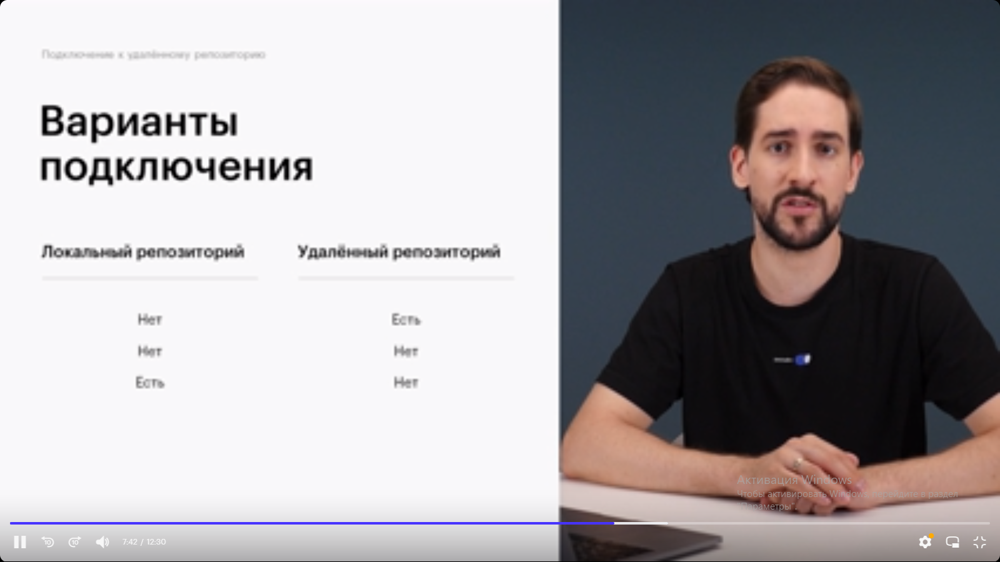 Подключение к удалённому репозиторию
Варианты
подключения
Локальный репозиторий Удалённый репозиторий
Нет Есть
Нет Нет
Есть Нет
Активация Windows
Чтобы активировать Windows, перейдите в раздел
"Параметры".
10 10 7:42 / 12:30